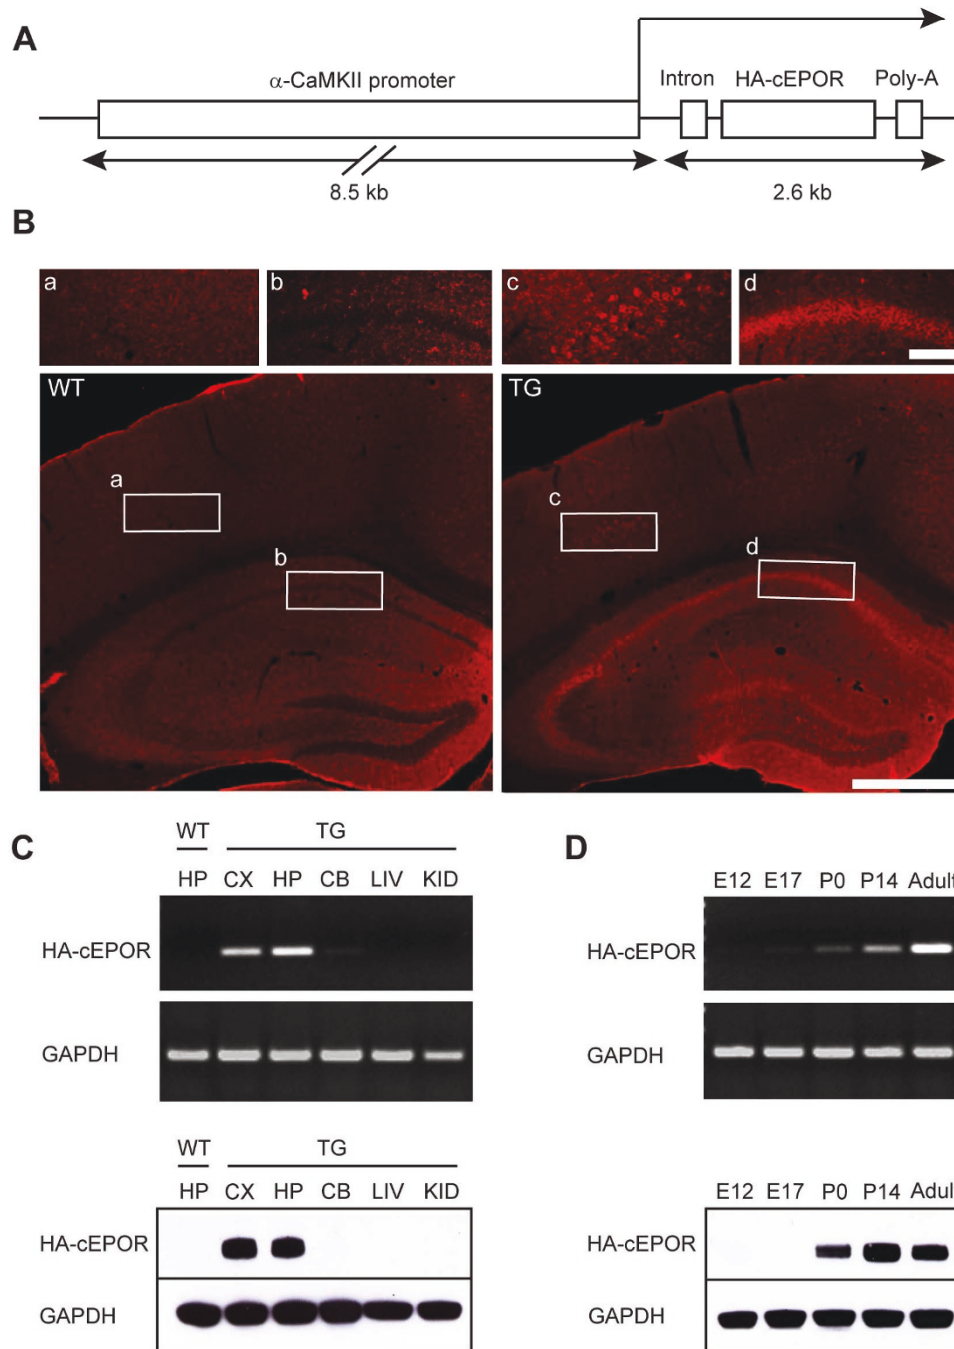 A
α-CaMKII promoter
Intron HA-cEPOR Poly-A
8.5 kb 2.6 kb
B
a b c d
WT TG
a
b
c
d
C
WT TG
HP CX HP CB LIV KID
HA-cEPOR
GAPDH
WT TG
HP CX HP CB LIV KID
HA-cEPOR
GAPDH
D
E12 E17 P0 P14 Adult
HA-cEPOR
GAPDH
E12 E17 P0 P14 Adul
HA-cEPOR
GAPDH